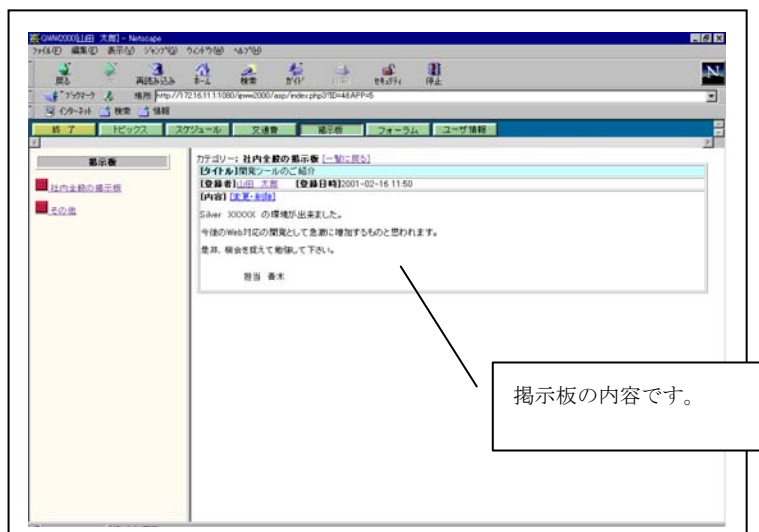 GWW2000[山田 太郎] - Netscape
ファイル(F) 編集(E) 表示(V) ジャンプ(G) ウィンドウ(W) ヘルプ(H)
戻る 再読み込み ホーム 検索 ガイド セキュリティ 停止
ブックマーク 場所: http://172.16.11.1:1080/gww2000/asp/index.php3?ID=4&APP=5
インターネット 検索 情報
終 了 トピックス スケジュール 交通費 掲示板 フォーラム ユーザ情報
掲示板
社内全般の掲示板
その他
カテゴリー: 社内全般の掲示板 [一覧に戻る]
[タイトル]開発ツールのご紹介
[登録者]山田 太郎 [登録日時]2001-02-16 11:50
[内容] [変更・削除]
Silver XXXXX の環境が出来ました。
今後のWeb対応の開発として急激に増加するものと思われます。
是非、機会を捉えて勉強して下さい。
担当 青木
掲示板の内容です。